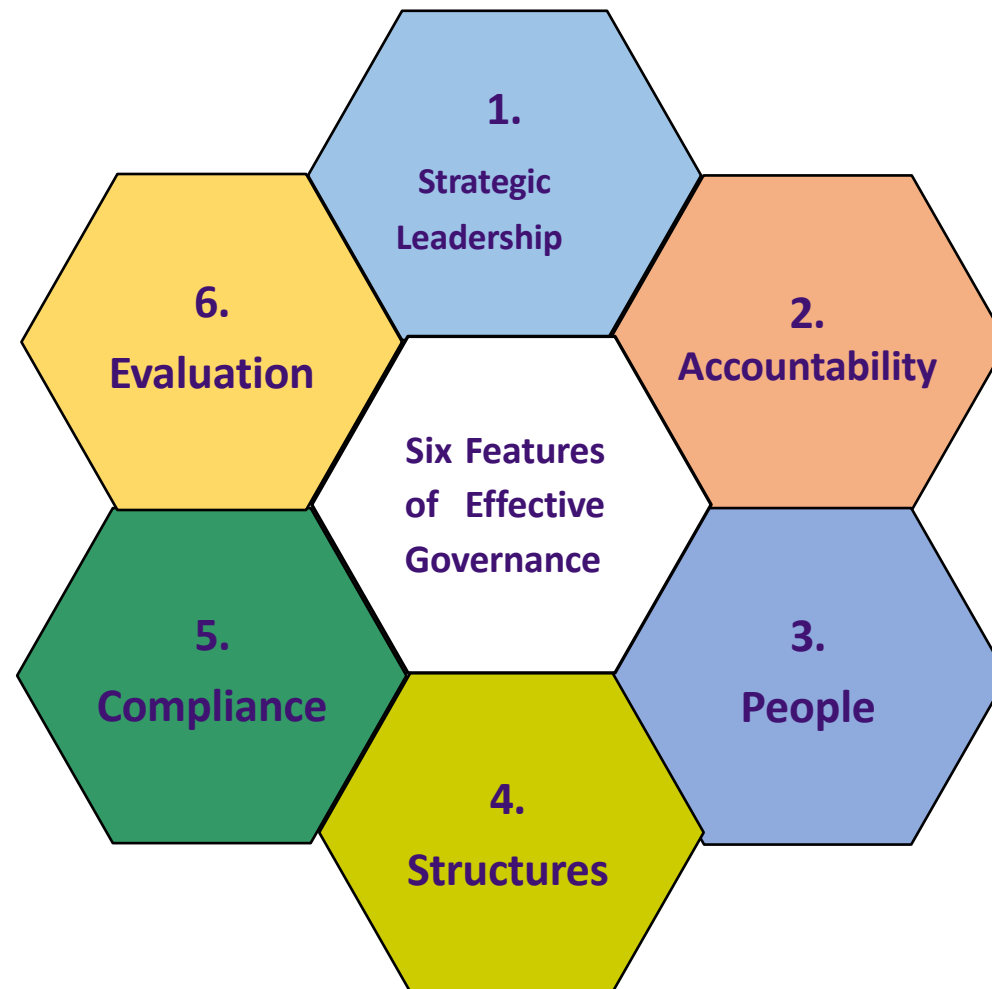 1.
Strategic
Leadership
2.
Accountability
3.
People
4.
Structures
5.
Compliance
6.
Evaluation
Six Features
of Effective
Governance